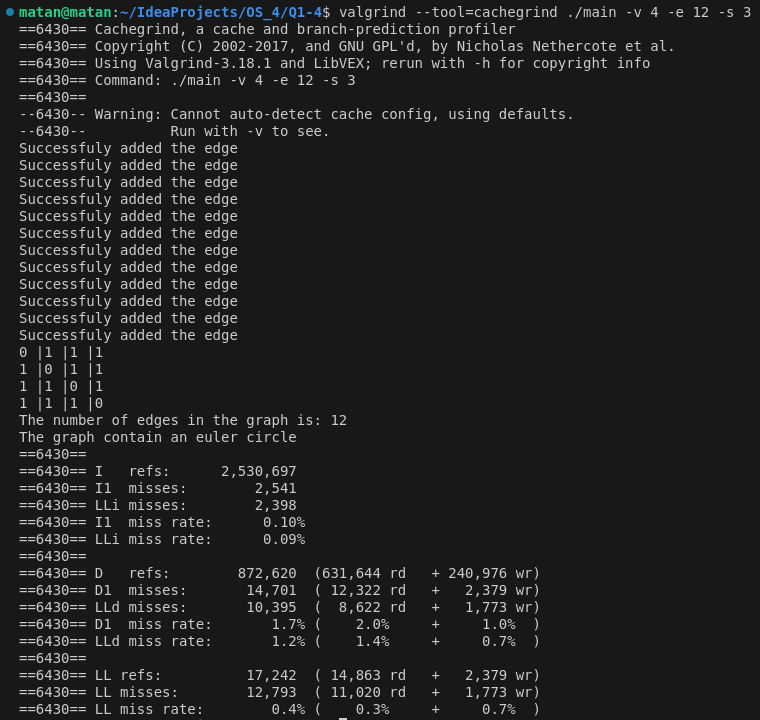 matan@matan:~/IdeaProjects/OS_4/Q1-4$ valgrind --tool=cachegrind ./main -v 4 -e 12 -s 3
==6430== Cachegrind, a cache and branch-prediction profiler
==6430== Copyright (C) 2002-2017, and GNU GPL'd, by Nicholas Nethercote et al.
==6430== Using Valgrind-3.18.1 and LibVEX; rerun with -h for copyright info
==6430== Command: ./main -v 4 -e 12 -s 3
==6430==
--6430-- Warning: Cannot auto-detect cache config, using defaults.
--6430--          Run with -v to see.
Successfuly added the edge
Successfuly added the edge
Successfuly added the edge
Successfuly added the edge
Successfuly added the edge
Successfuly added the edge
Successfuly added the edge
Successfuly added the edge
Successfuly added the edge
Successfuly added the edge
Successfuly added the edge
Successfuly added the edge
0 |1 |1 |1
1 |0 |1 |1
1 |1 |0 |1
1 |1 |1 |0
The number of edges in the graph is: 12
The graph contain an euler circle
==6430==
==6430== I   refs:      2,530,697
==6430== I1  misses:        2,541
==6430== LLi misses:        2,398
==6430== I1  miss rate:      0.10%
==6430== LLi miss rate:      0.09%
==6430==
==6430== D   refs:        872,620  (631,644 rd   + 240,976 wr)
==6430== D1  misses:       14,701  ( 12,322 rd   +   2,379 wr)
==6430== LLd misses:       10,395  (  8,622 rd   +   1,773 wr)
==6430== D1  miss rate:       1.7% (    2.0%     +     1.0%  )
==6430== LLd miss rate:       1.2% (    1.4%     +     0.7%  )
==6430==
==6430== LL refs:          17,242  ( 14,863 rd   +   2,379 wr)
==6430== LL misses:        12,793  ( 11,020 rd   +   1,773 wr)
==6430== LL miss rate:        0.4% (    0.3%     +     0.7%  )